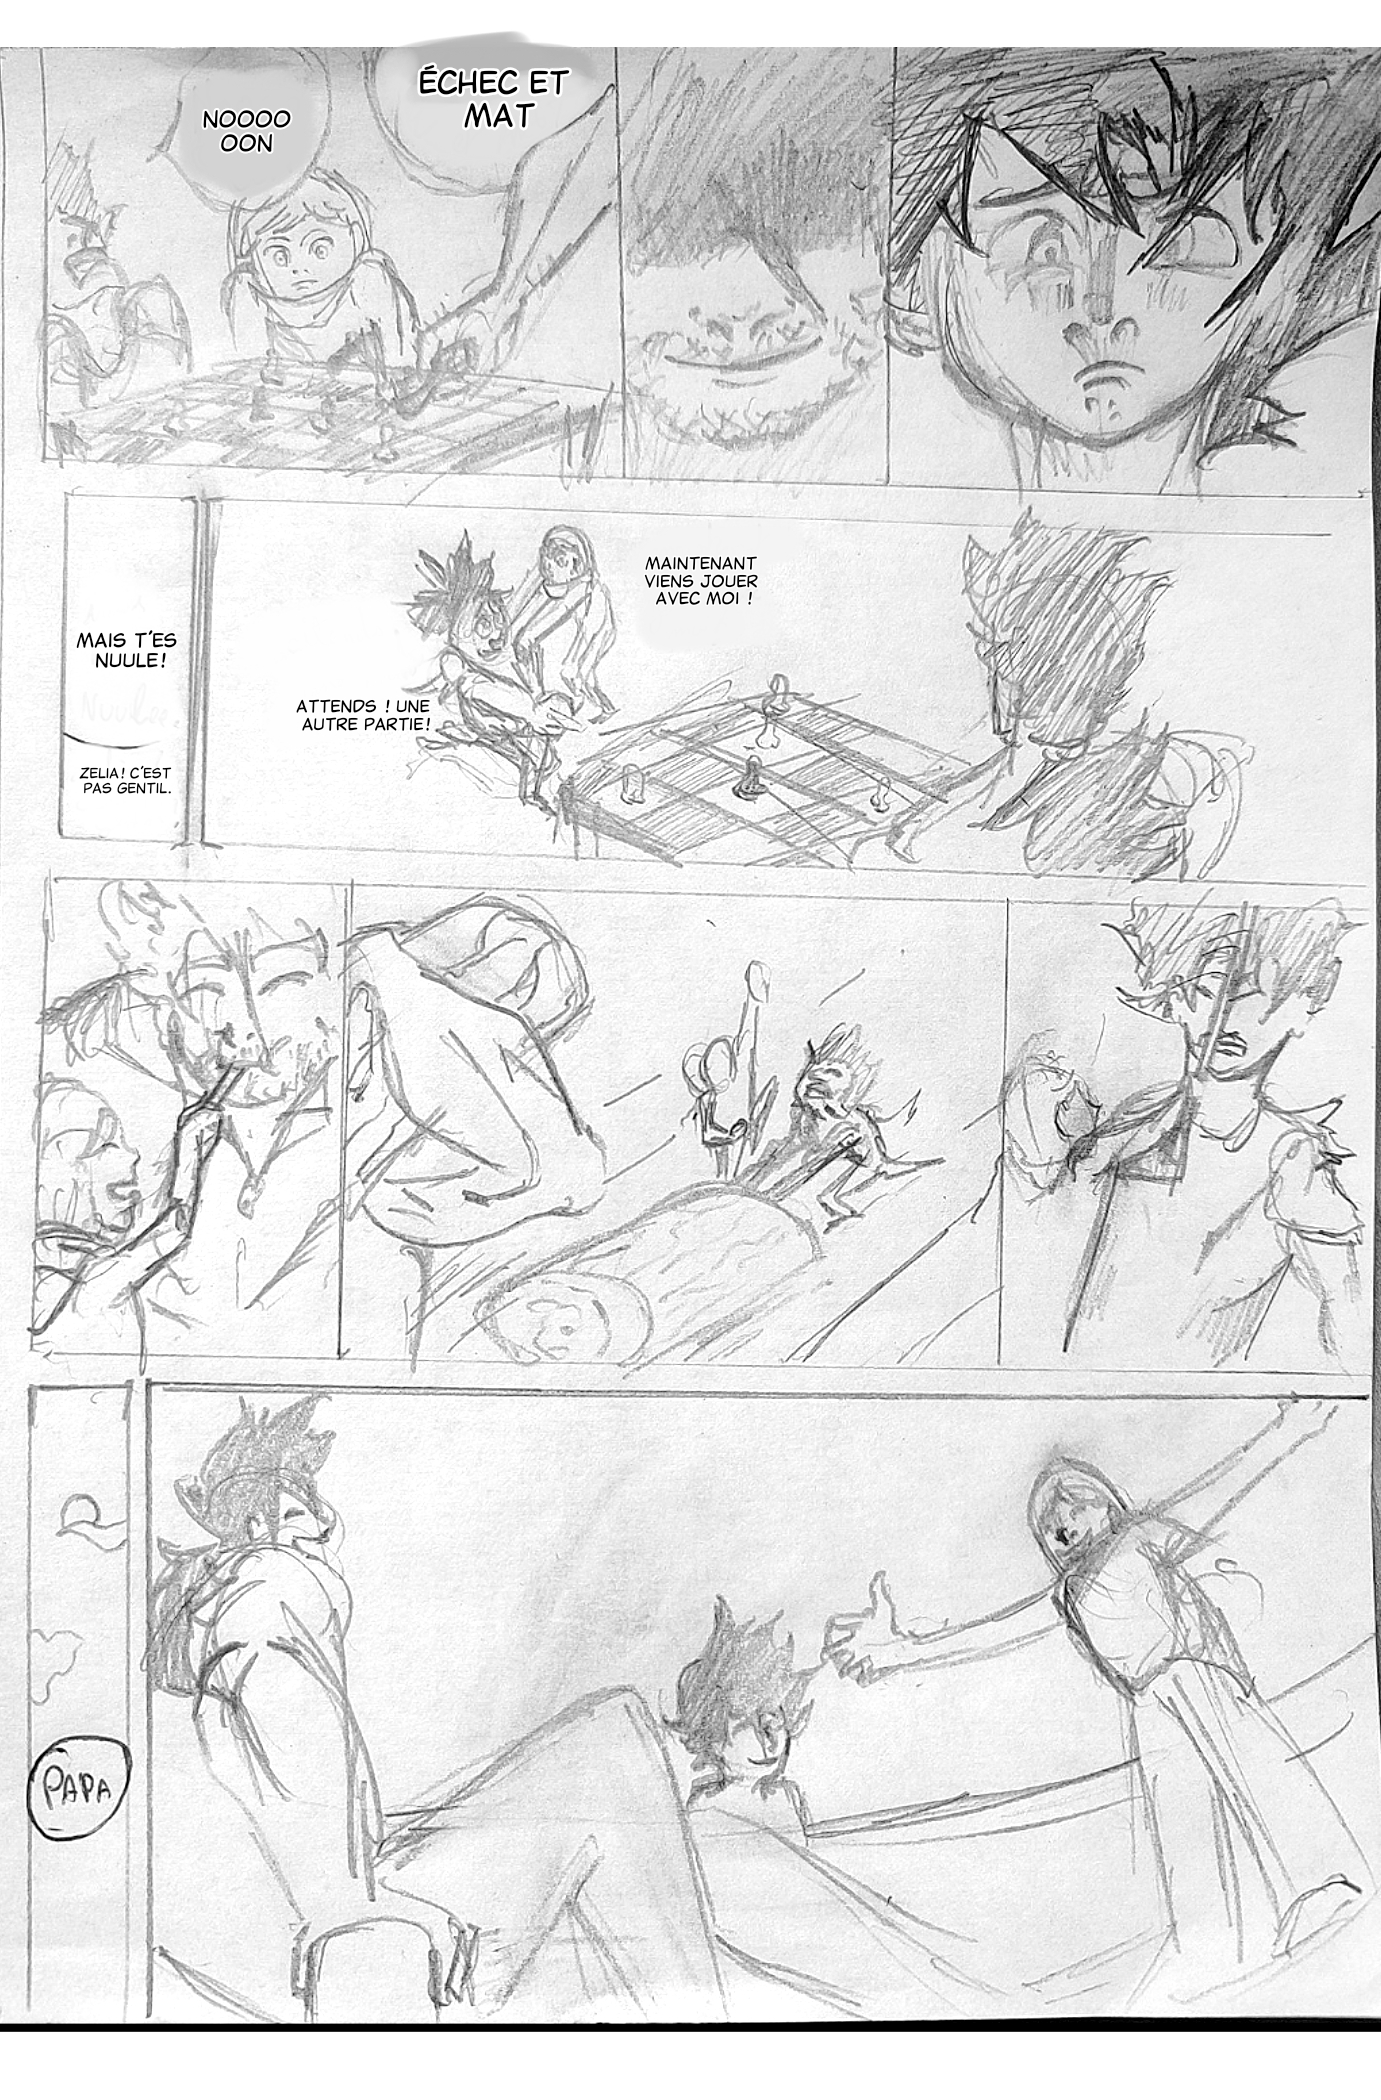 NOOOO
OON
ÉCHEC ET
MAT
MAIS T'ES
NUULE!
ZELIA! C'EST
PAS GENTIL.
ATTENDS ! UNE
AUTRE PARTIE!
MAINTENANT
VIENS JOUER
AVEC MOI !
PAPA